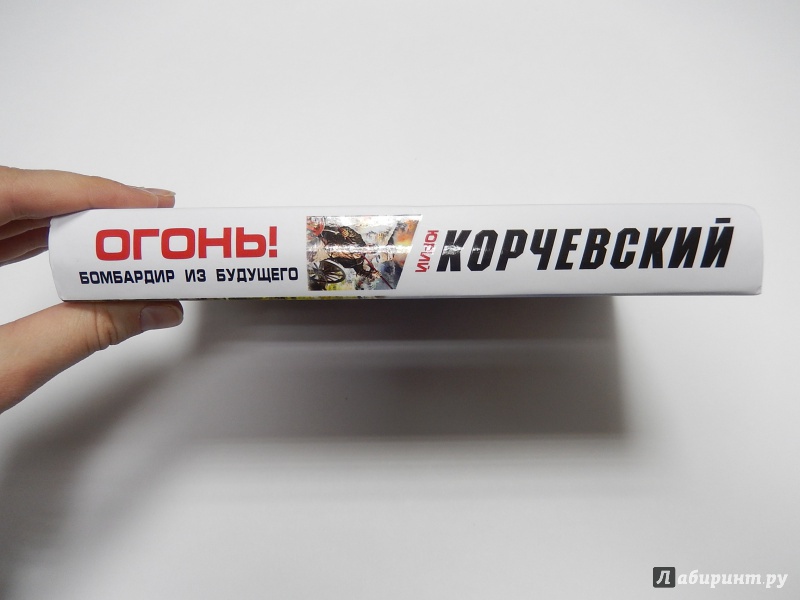 ОГОНЬ!
БОМБАРДИР ИЗ БУДУЩЕГО
ЮРИЙ
КОРЧЕВСКИЙ
Лабиринт.ру